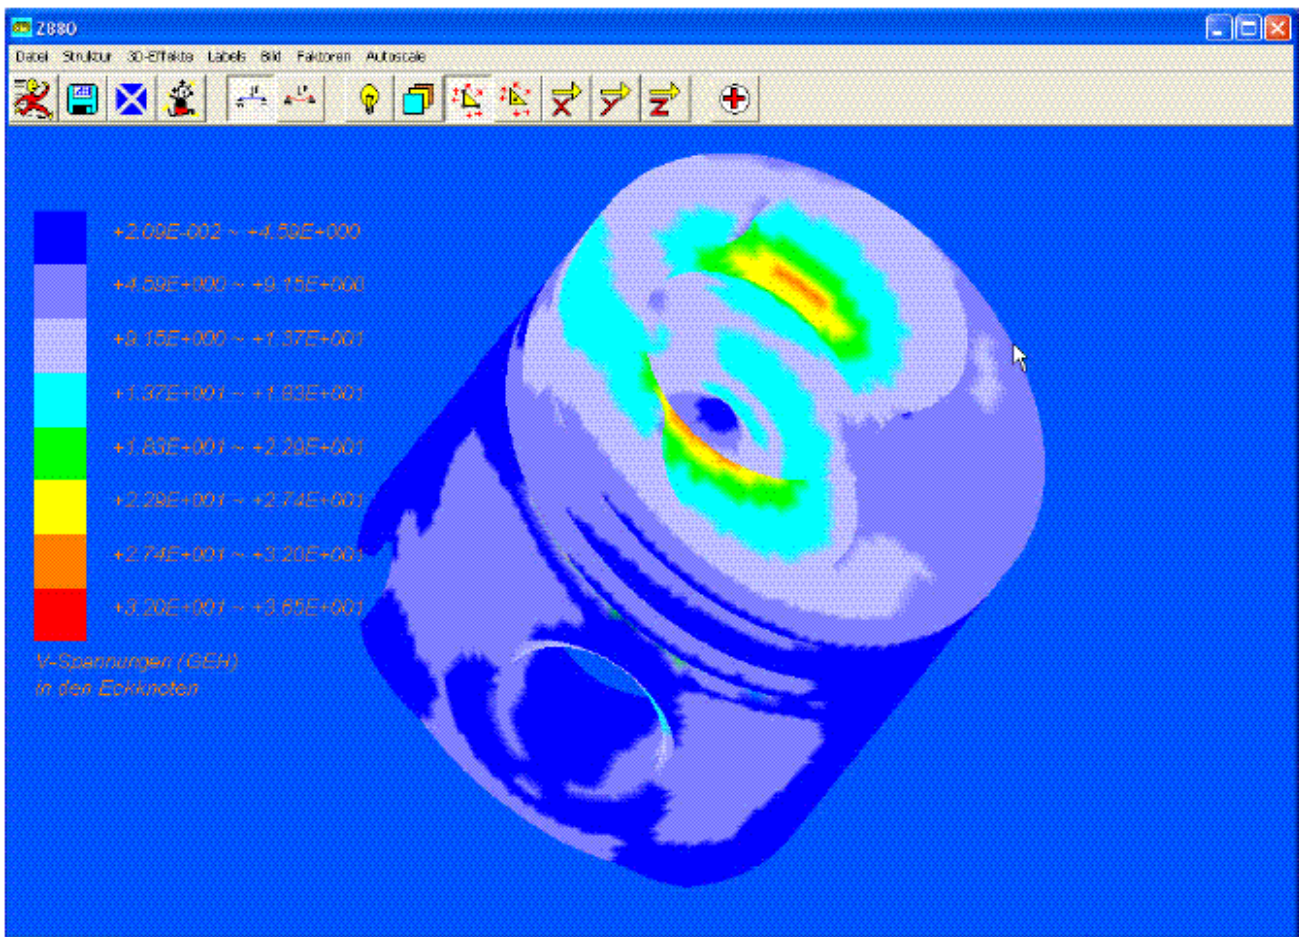 Z88O
Datei Struktur 3D-Effekte Labels Bild Faktoren Autoscale
X Y Z
+2.09E-002 ~ +4.59E+000
+4.59E+000 ~ +9.15E+000
+9.15E+000 ~ +1.37E+001
+1.37E+001 ~ +1.83E+001
+1.83E+001 ~ +2.29E+001
+2.29E+001 ~ +2.74E+001
+2.74E+001 ~ +3.20E+001
+3.20E+001 ~ +3.65E+001
V-Spannungen (GEH)
in den Eckknoten